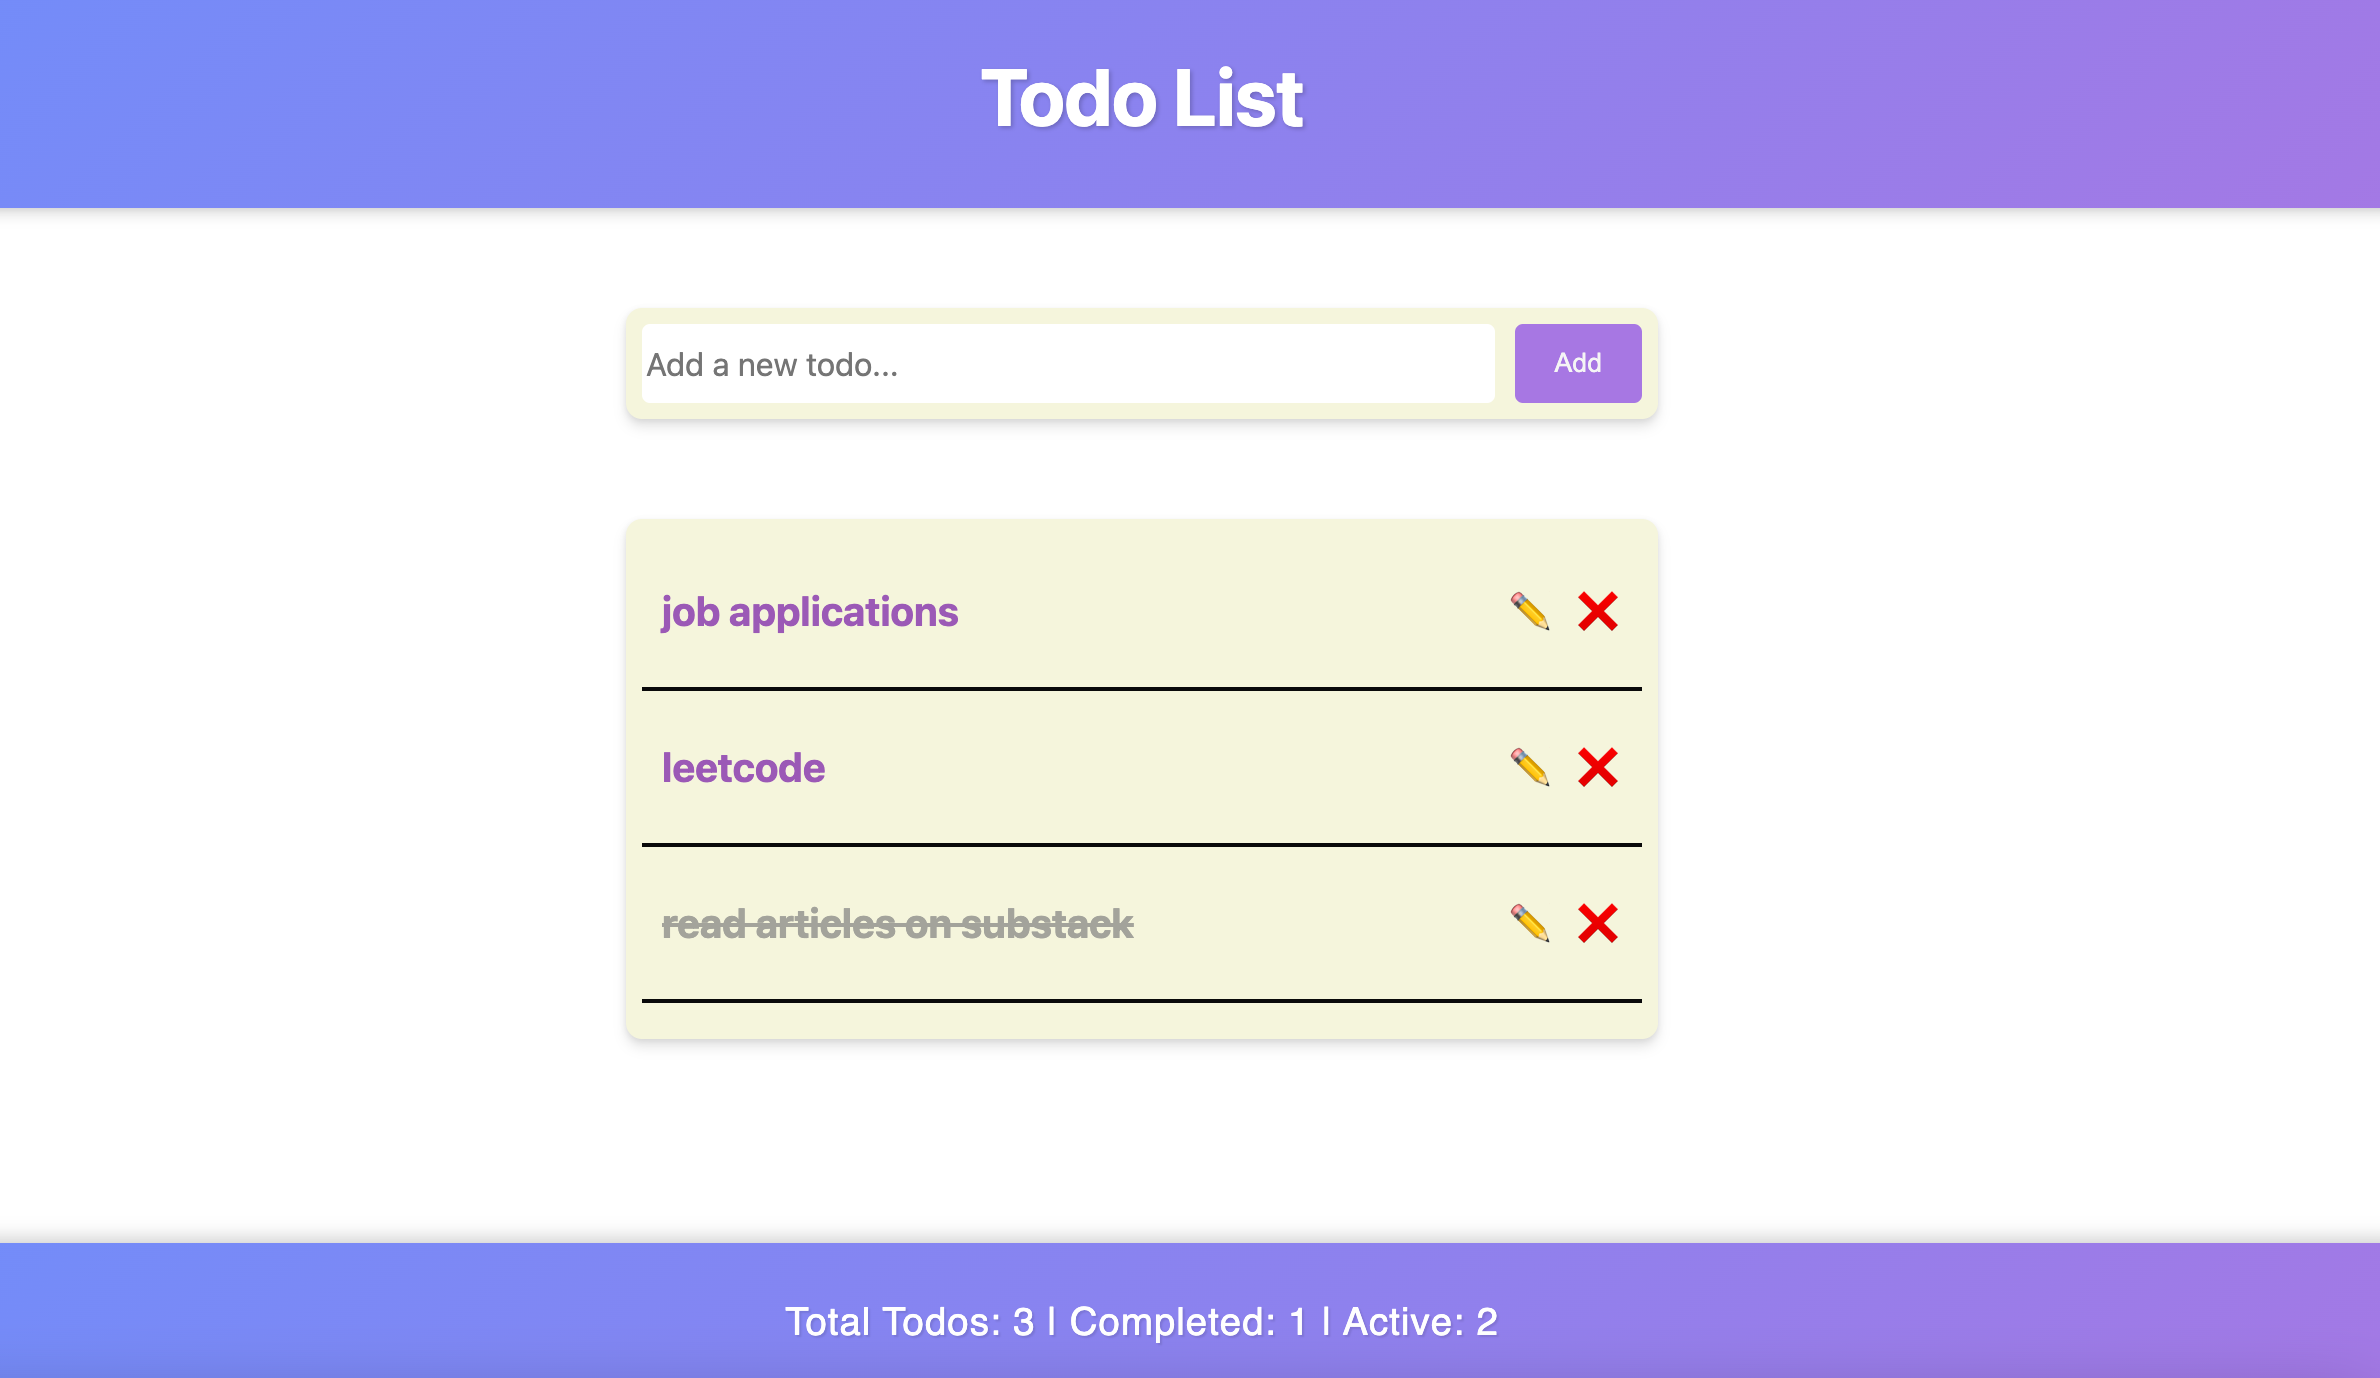 Todo List
Add a new todo...
Add
job applications
leetcode
read articles on substack
Total Todos: 3 | Completed: 1 | Active: 2